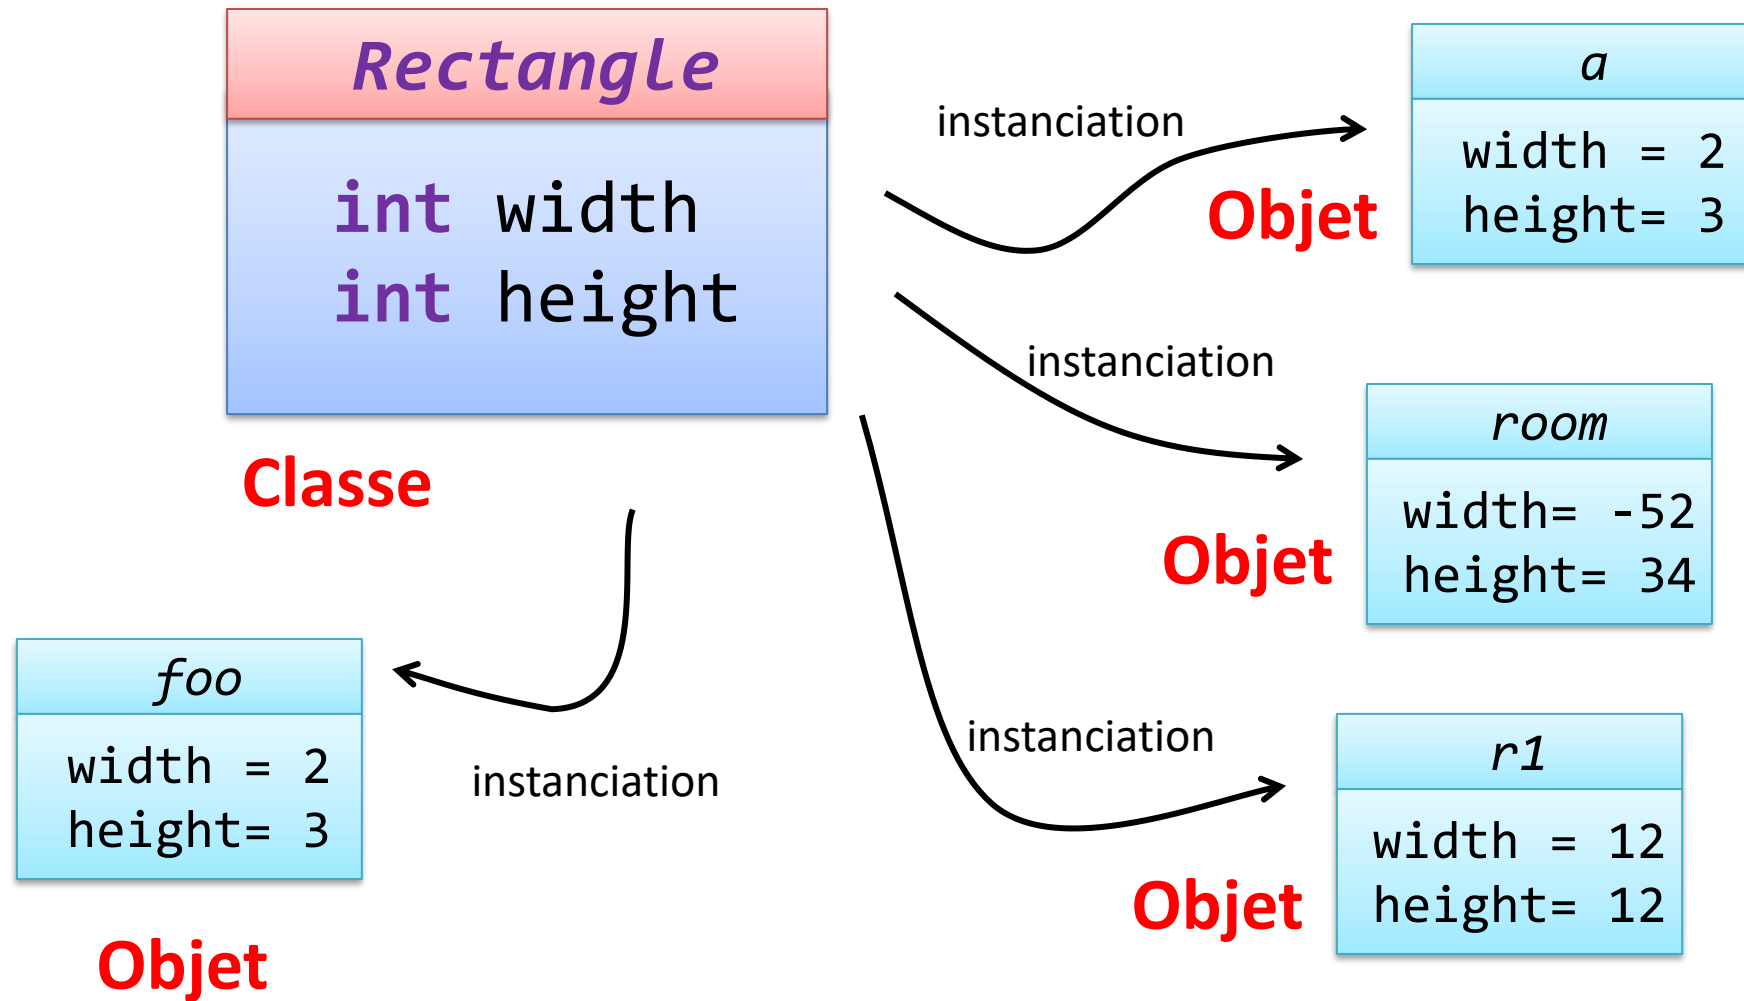 Rectangle
int width
int height
Classe
instanciation
Objet
a
width = 2
height= 3
instanciation
Objet
room
width= -52
height= 34
instanciation
Objet
r1
width = 12
height= 12
instanciation
foo
width = 2
height= 3
Objet